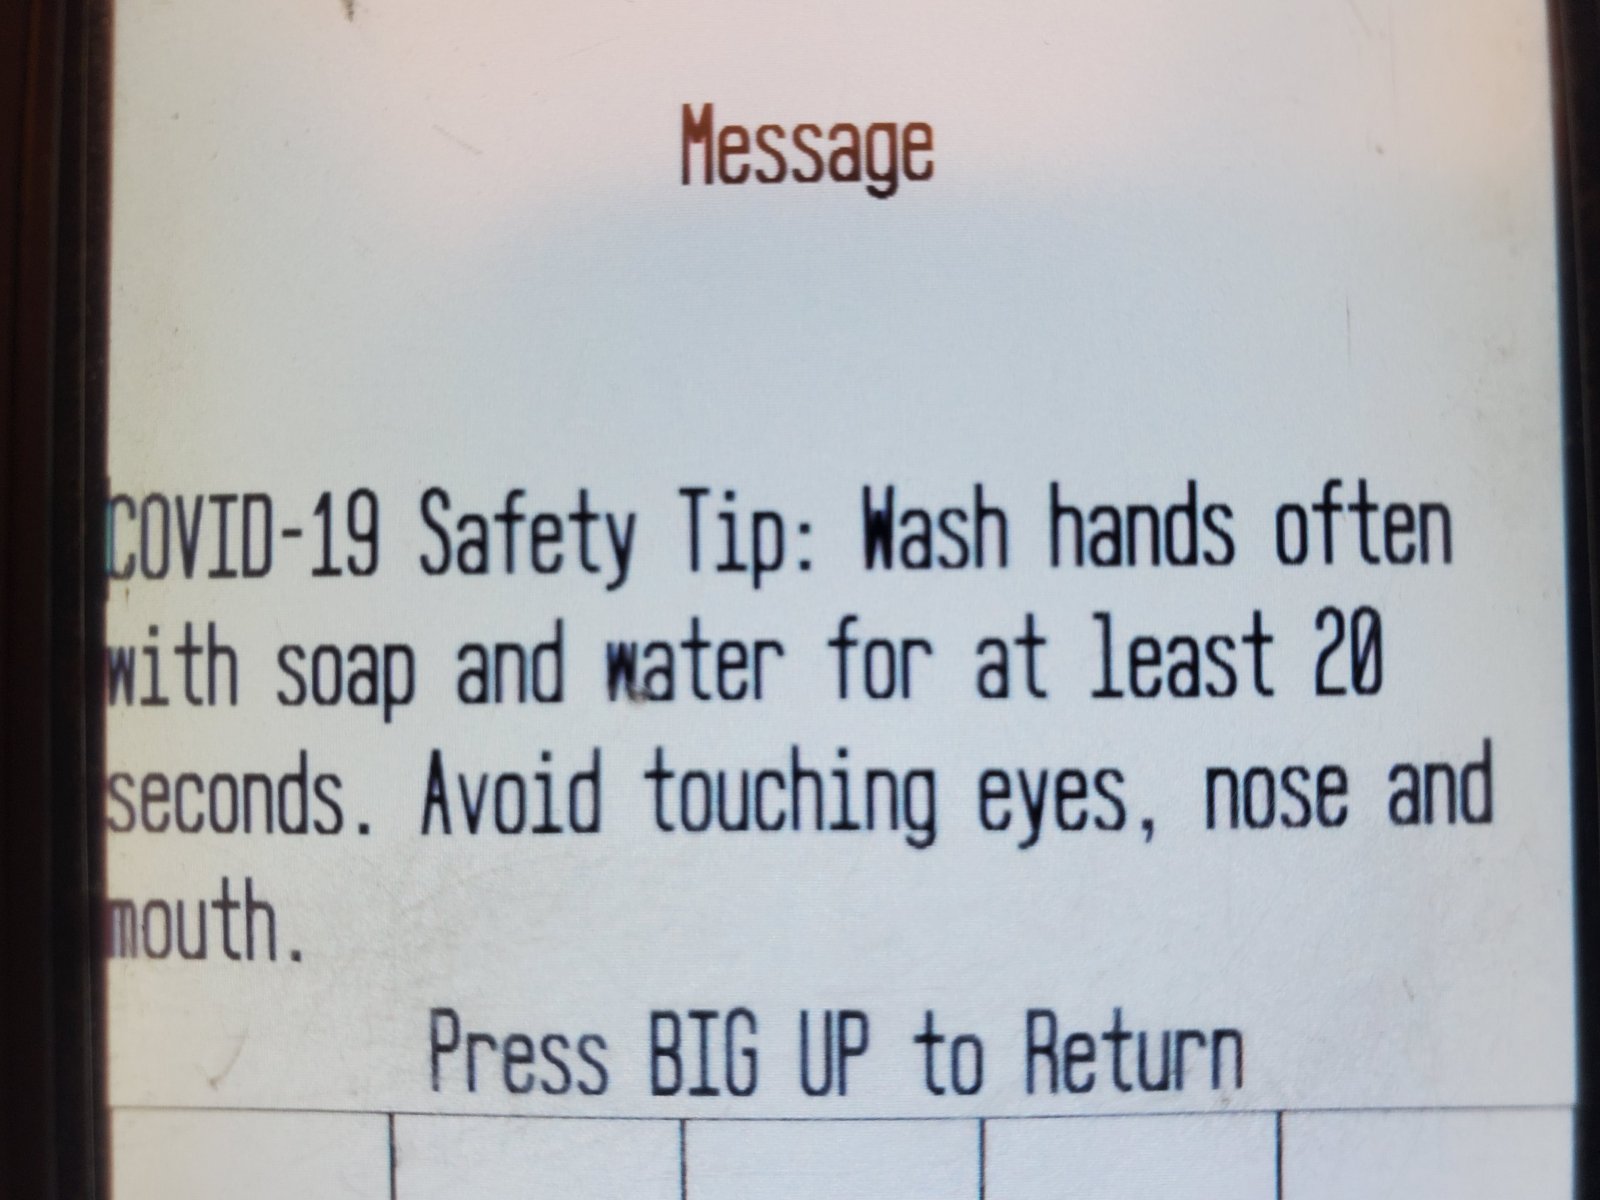 Message
COVID-19 Safety Tip: Wash hands often
with soap and water for at least 20
seconds. Avoid touching eyes, nose and
mouth.
Press BIG UP to Return